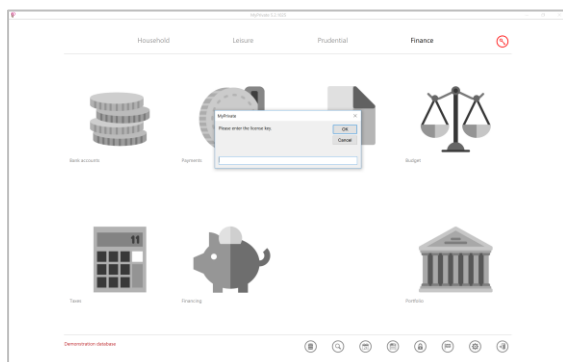 Household
Leisure
Prudential
Finance
MyPrivate
Please enter the license key.
OK
Cancel
Bank accounts
Payments
Budget
11
Taxes
Financing
Portfolio
Demonstration database